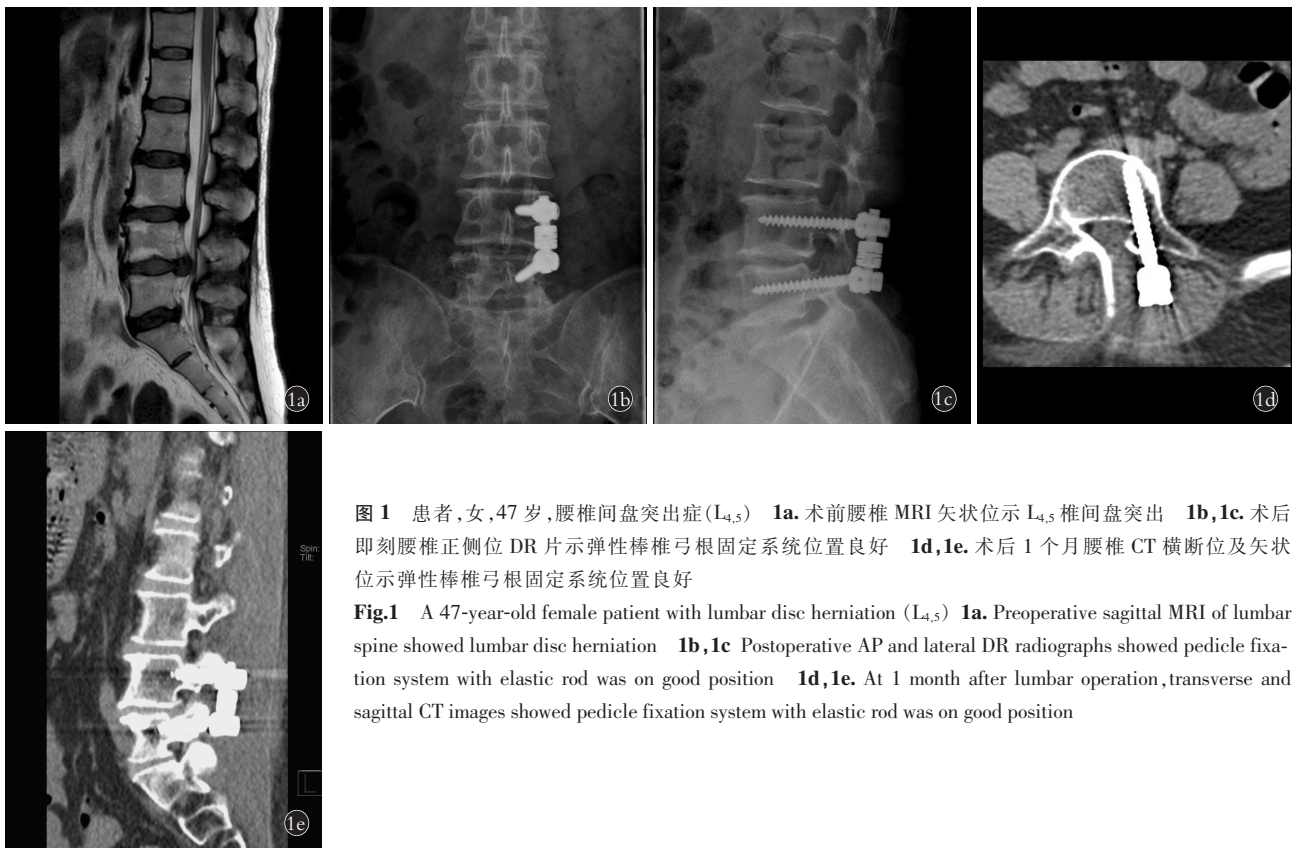 1a
1b
1c
1d
Spin:
Tilt:
L
1e
图 1 患者,女,47 岁,腰椎间盘突出症(L4,5) 1a. 术前腰椎 MRI 矢状位示 L4,5 椎间盘突出 1b,1c. 术后
即刻腰椎正侧位 DR 片示弹性棒椎弓根固定系统位置良好 1d,1e. 术后 1 个月腰椎 CT 横断位及矢状
位示弹性棒椎弓根固定系统位置良好
Fig.1 A 47-year-old female patient with lumbar disc herniation (L4,5) 1a. Preoperative sagittal MRI of lumbar
spine showed lumbar disc herniation 1b,1c Postoperative AP and lateral DR radiographs showed pedicle fixa-
tion system with elastic rod was on good position 1d,1e. At 1 month after lumbar operation,transverse and
sagittal CT images showed pedicle fixation system with elastic rod was on good position